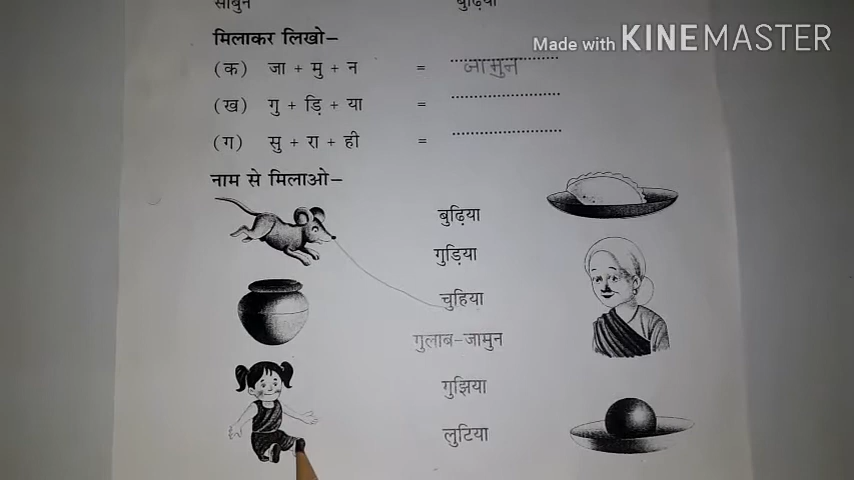 साबुन बुढ़िया
Made with KINEMASTER
मिलाकर लिखो–
(क) जा + मु + न = जामुन
(ख) गु + ड़ि + या =
(ग) सु + रा + ही =
नाम से मिलाओ–
बुढ़िया
गुड़िया
चुहिया
गुलाब-जामुन
गुझिया
लुटिया